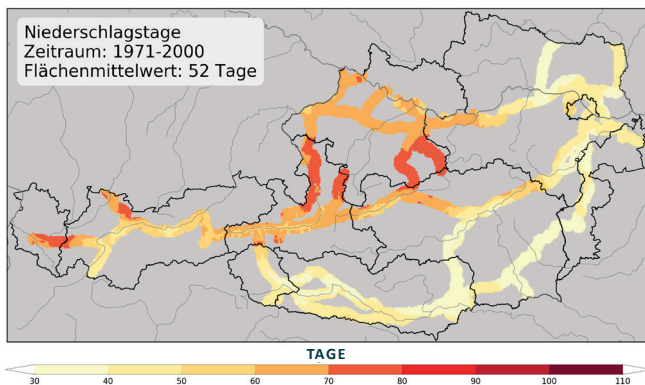 Niederschlagstage
Zeitraum: 1971-2000
Flächenmittelwert: 52 Tage
TAGE
30 40 50 60 70 80 90 100 110